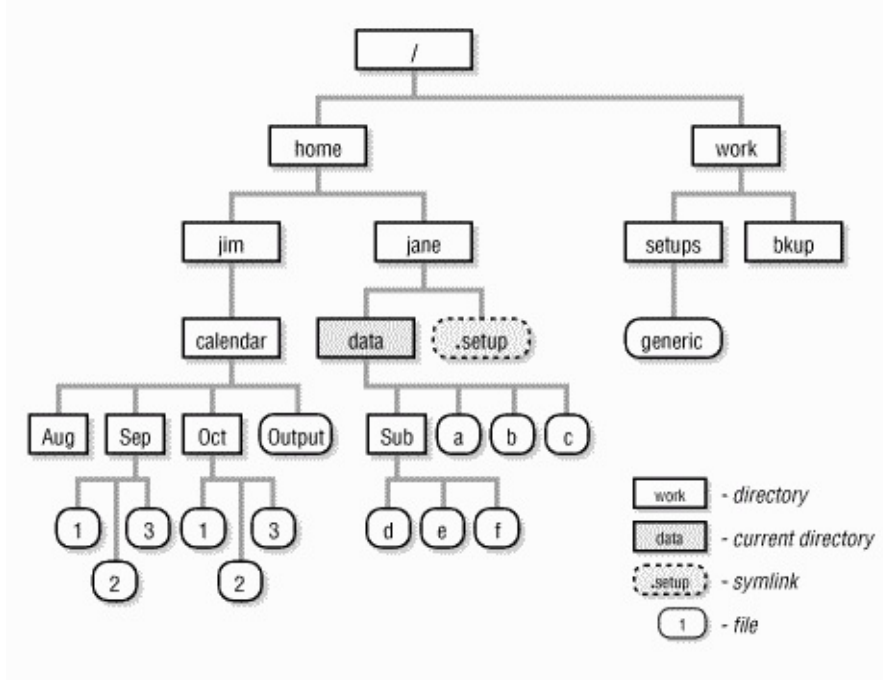 /
home
work
jim
jane
setups
bkup
calendar
data
.setup
generic
Aug
Sep
Oct
Output
Sub
a
b
c
1
3
1
3
d
e
f
2
2
work - directory
data - current directory
.setup - symlink
1 - file